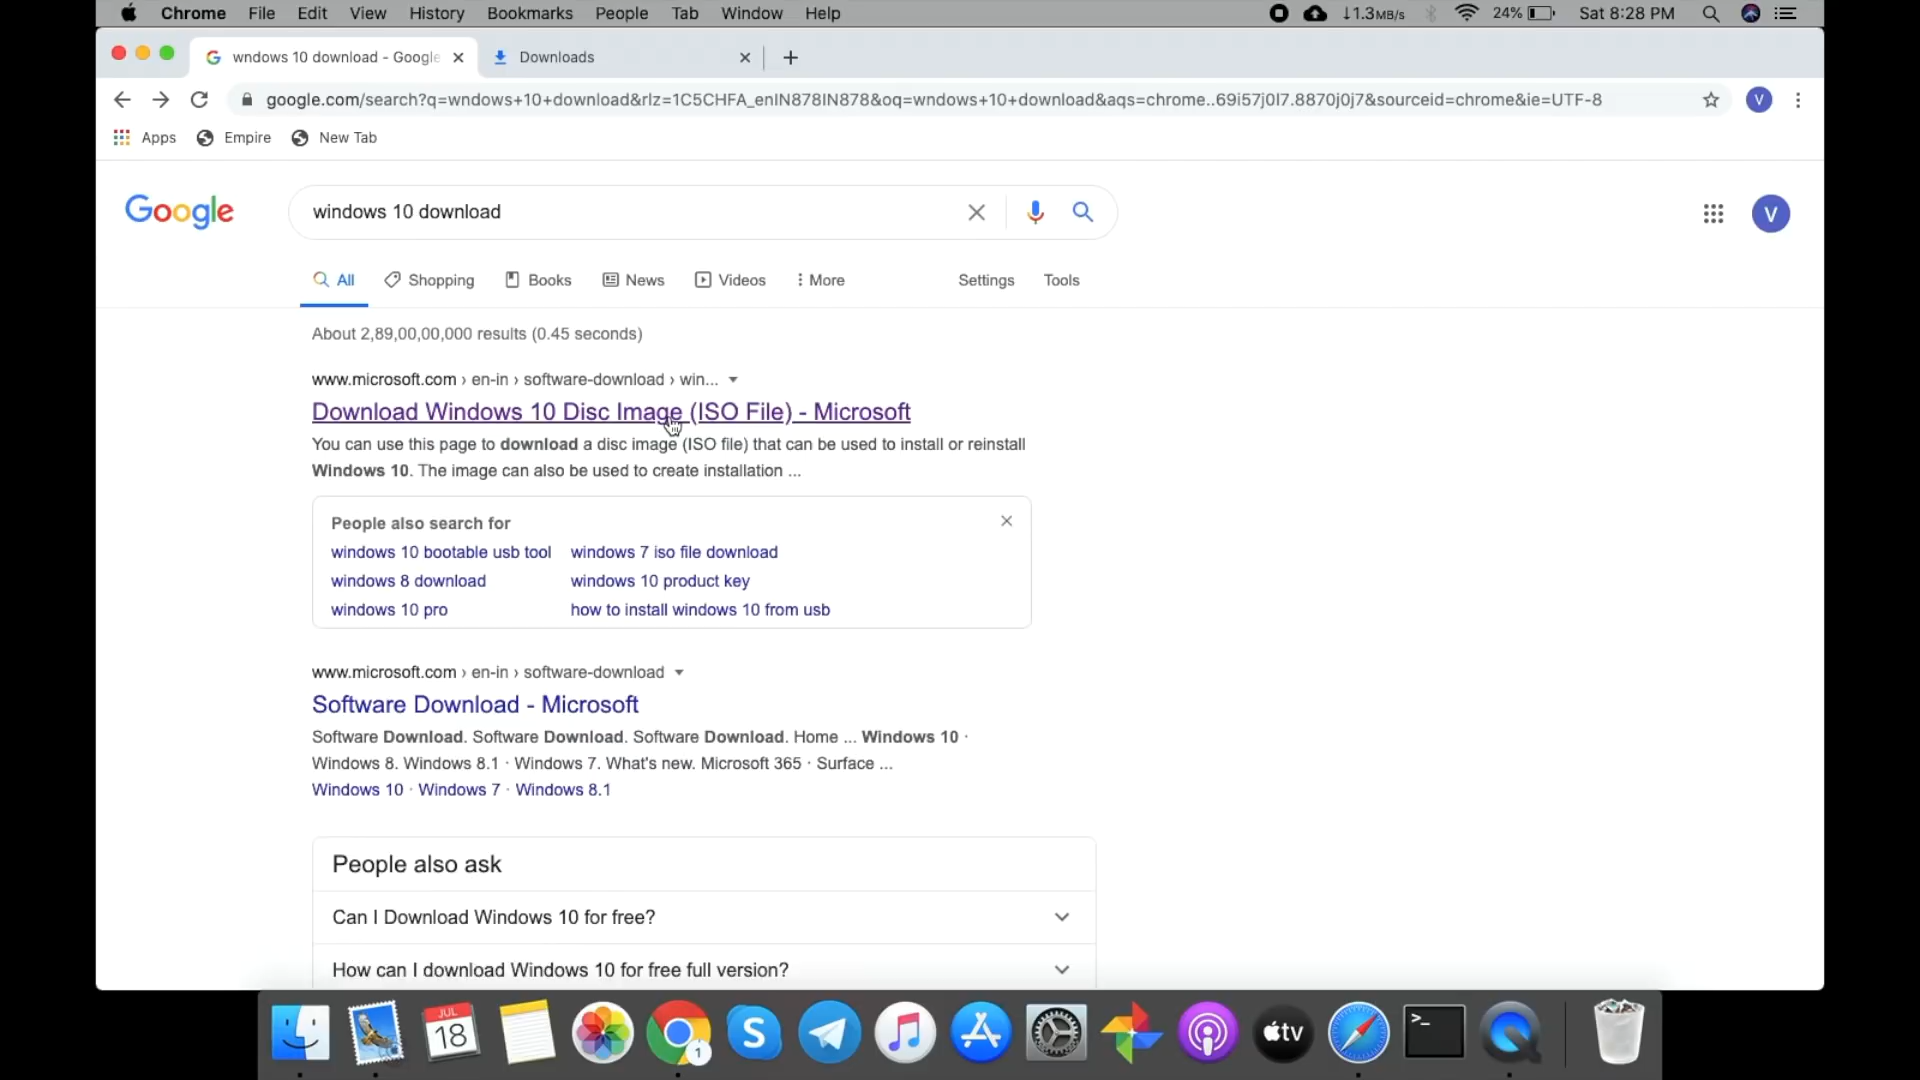 Chrome File Edit View History Bookmarks People Tab Window Help ↓1.3MB/s 24% Sat 8:28 PM
wndows 10 download - Google Downloads
google.com/search?q=wndows+10+download&rlz=1C5CHFA_enIN878IN878&oq=wndows+10+download&aqs=chrome..69i57j0l7.8870j0j7&sourceid=chrome&ie=UTF-8 V
Apps Empire New Tab
Google windows 10 download V
All Shopping Books News Videos More Settings Tools
About 2,89,00,00,000 results (0.45 seconds)
www.microsoft.com › en-in › software-download › win...
Download Windows 10 Disc Image (ISO File) - Microsoft
You can use this page to download a disc image (ISO file) that can be used to install or reinstall
Windows 10. The image can also be used to create installation ...
People also search for
windows 10 bootable usb tool windows 7 iso file download
windows 8 download windows 10 product key
windows 10 pro how to install windows 10 from usb
www.microsoft.com › en-in › software-download
Software Download - Microsoft
Software Download. Software Download. Software Download. Home ... Windows 10 ·
Windows 8. Windows 8.1 · Windows 7. What's new. Microsoft 365 · Surface ...
Windows 10 · Windows 7 · Windows 8.1
People also ask
Can I Download Windows 10 for free?
How can I download Windows 10 for free full version?
JUL
18 1 S tv >_